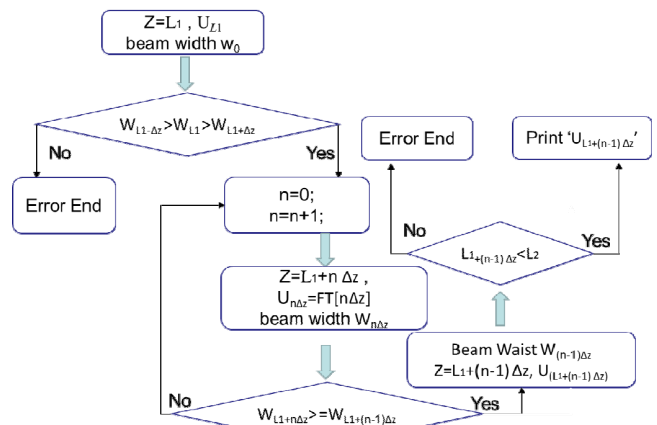 Z=L₁ , U_L1
beam width w₀
W_L1-Δz>W_L1>W_L1+Δz
No
Yes
Error End
n=0;
n=n+1;
Z=L₁+n Δz ,
U_nΔz=FT[nΔz]
beam width W_nΔz
W_L1+nΔz>=W_L1+(n-1)Δz
No
Yes
Beam Waist W_(n-1)Δz
Z=L₁+(n-1) Δz, U_(L1+(n-1) Δz)
L_1+(n-1) Δz<L₂
No
Yes
Error End
Print ‘U_L1+(n-1) Δz’